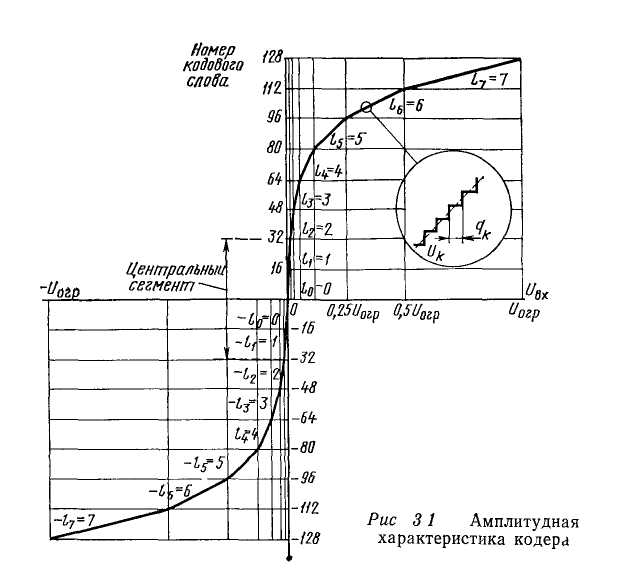 Номер
кодового
слова
128
112
96
80
64
48
32
16
l₇=7
l₆=6
l₅=5
l₄=4
l₃=3
l₂=2
l₁=1
l₀=0
Uₖ
qₖ
Центральный
сегмент
-Uогр
0
0,25Uогр
0,5Uогр
Uогр
Uвх
-l₀=0
-l₁=1
-l₂=2
-l₃=3
l₄=4
-l₅=5
-l₆=6
-l₇=7
-16
-32
-48
-64
-80
-96
-112
-128
Рис 3 1 Амплитудная
характеристика кодера